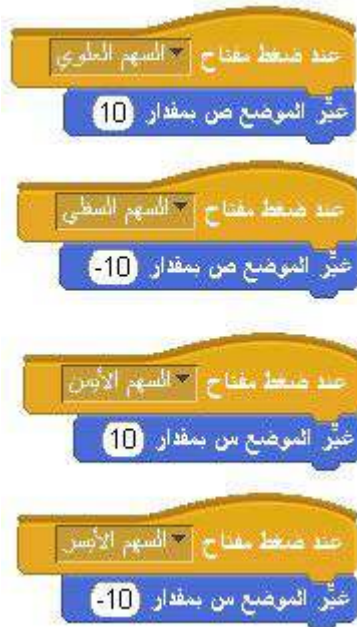 عند ضغط مفتاح السهم العلوي
غيِّر الموضع ص بمقدار 10
عند ضغط مفتاح السهم السفلي
غيِّر الموضع ص بمقدار -10
عند ضغط مفتاح السهم الأيمن
غيِّر الموضع س بمقدار 10
عند ضغط مفتاح السهم الأيسر
غيِّر الموضع س بمقدار -10